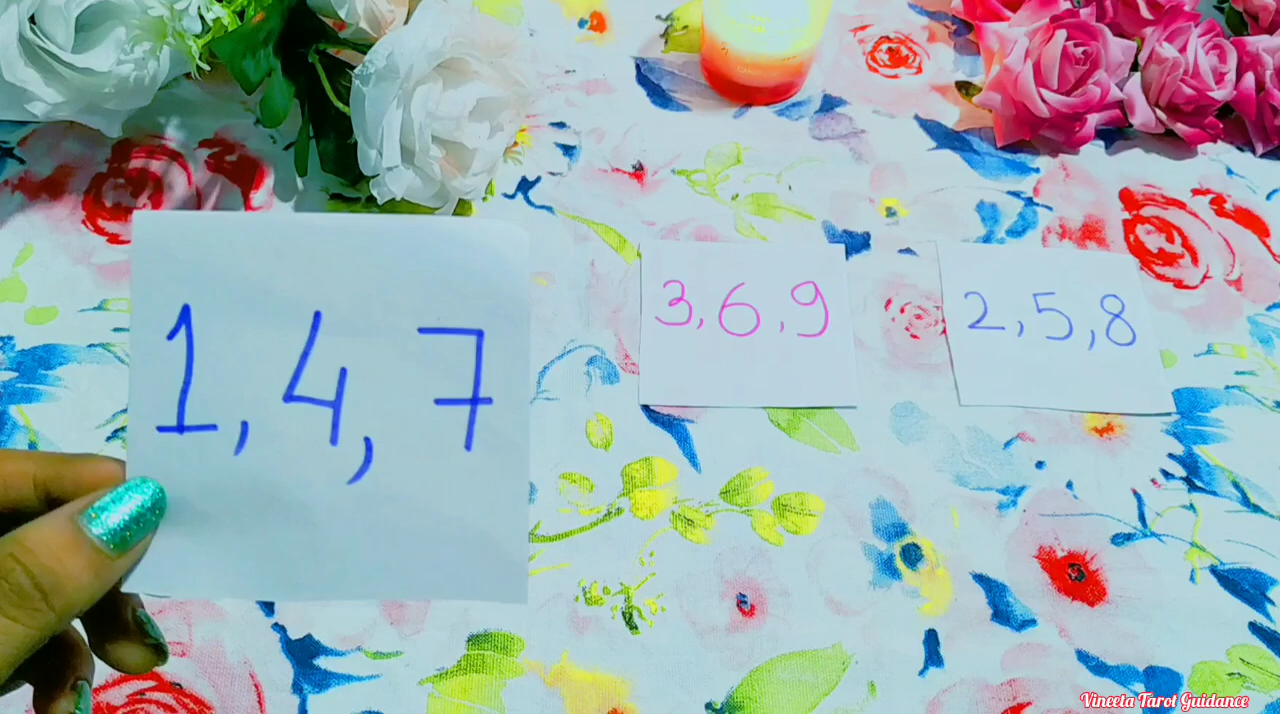 1, 4, 7
3, 6, 9
2, 5, 8
Vineeta Tarot Guidance